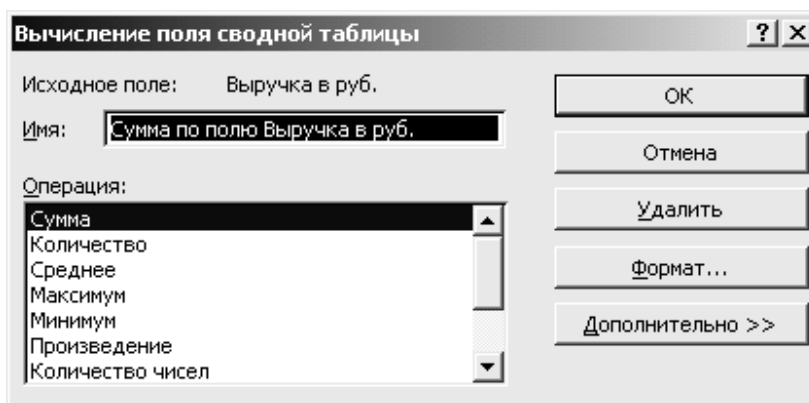 Вычисление поля сводной таблицы
Исходное поле: Выручка в руб.
Имя: Сумма по полю Выручка в руб.
Операция:
Сумма
Количество
Среднее
Максимум
Минимум
Произведение
Количество чисел
ОК
Отмена
Удалить
Формат...
Дополнительно >>